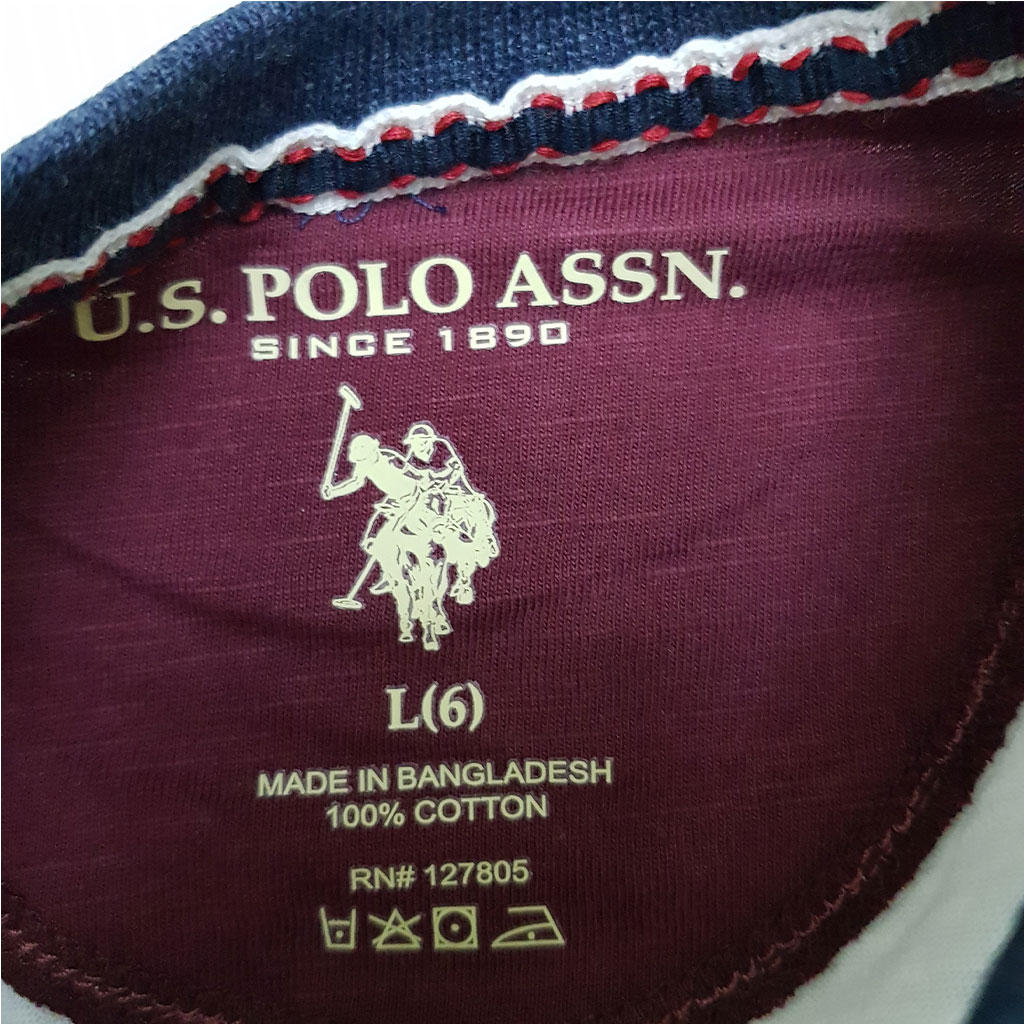 U.S. POLO ASSN.
SINCE 1890
L(6)
MADE IN BANGLADESH
100% COTTON
RN# 127805